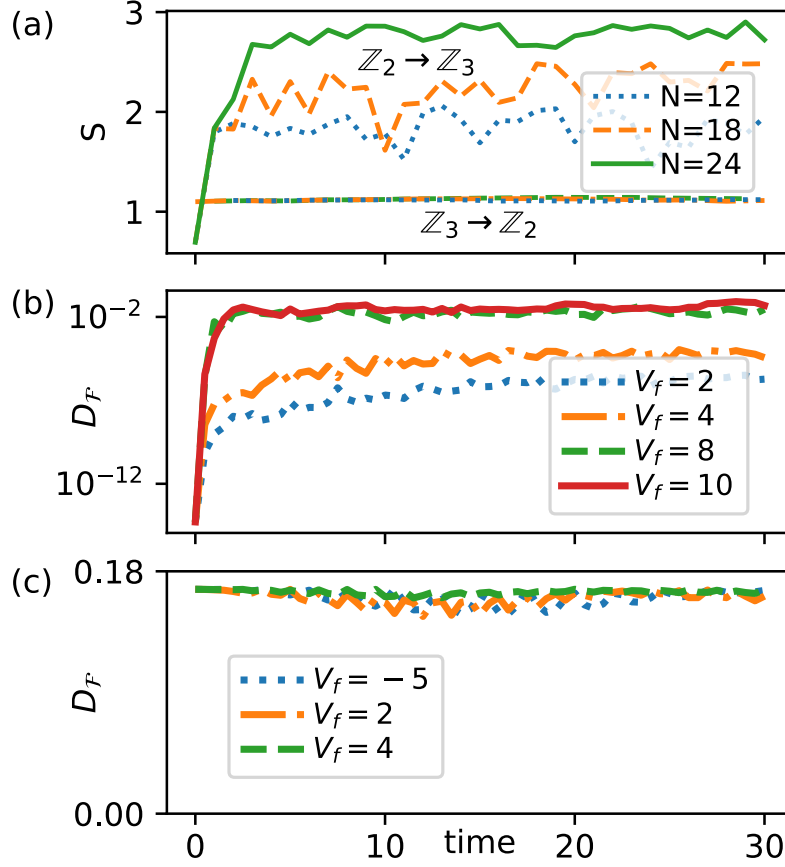 (a)
3
2
1
S
ℤ₂ → ℤ₃
N=12
N=18
N=24
ℤ₃ → ℤ₂
(b)
10⁻²
10⁻¹²
D_ℱ
V_f = 2
V_f = 4
V_f = 8
V_f = 10
(c)
0.18
0.00
D_ℱ
V_f = −5
V_f = 2
V_f = 4
0 10 20 30
time